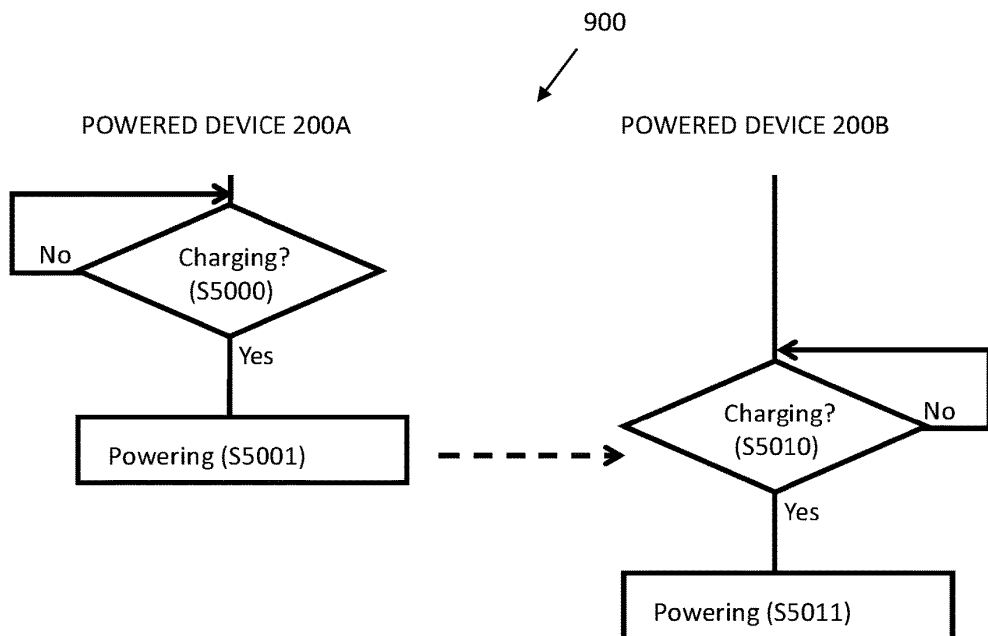 900
POWERED DEVICE 200A
POWERED DEVICE 200B
No
Charging?
(S5000)
Yes
Powering (S5001)
Charging?
(S5010)
No
Yes
Powering (S5011)